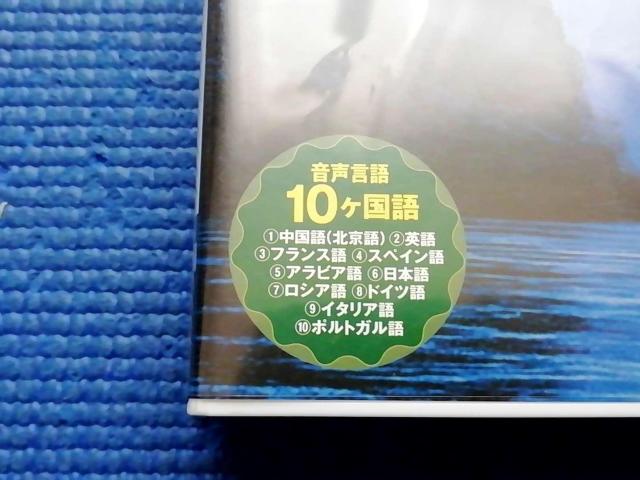 音声言語
10ヶ国語
①中国語(北京語) ②英語
③フランス語 ④スペイン語
⑤アラビア語 ⑥日本語
⑦ロシア語 ⑧ドイツ語
⑨イタリア語
⑩ポルトガル語